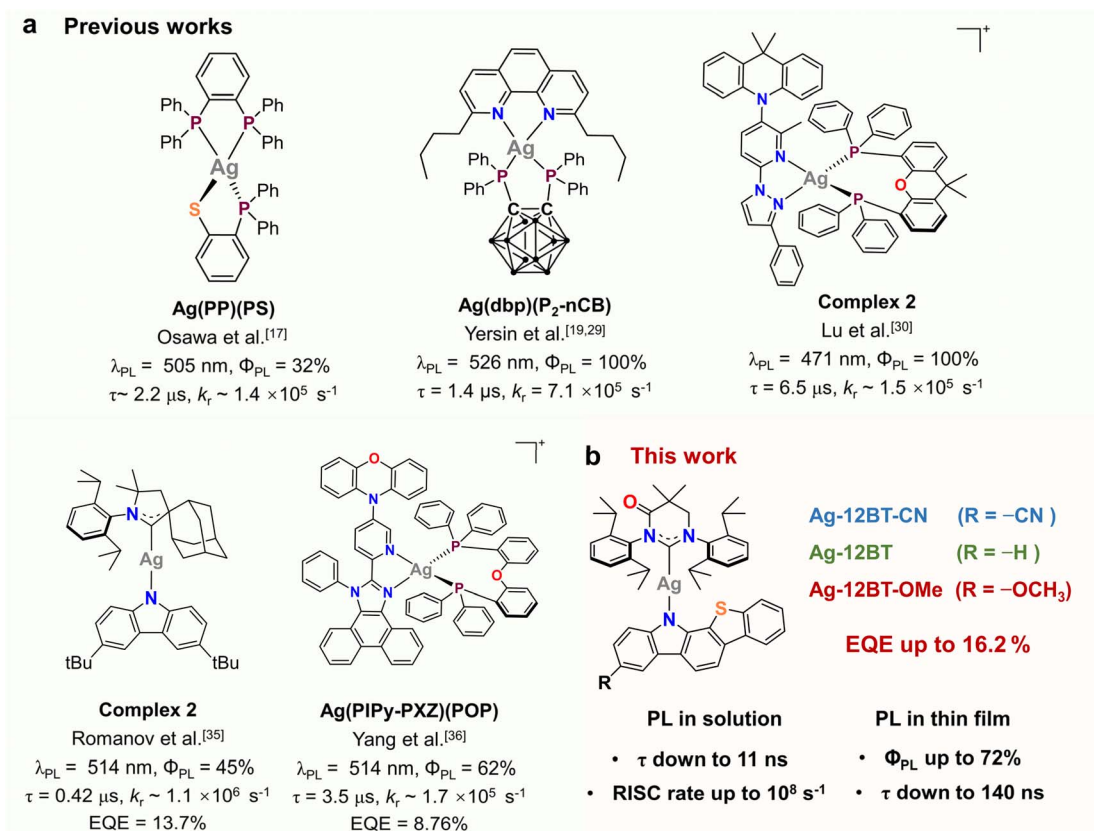 a Previous works
Ph
Ph
P
P
Ph
Ph
Ag
S
P
Ph
Ph
Ag(PP)(PS)
Osawa et al.[17]
λPL = 505 nm, ΦPL = 32%
τ~ 2.2 μs, kr ~ 1.4 ×10⁵ s⁻¹
N
N
Ag
Ph
P
P
Ph
Ph
Ph
C
C
Ag(dbp)(P₂-nCB)
Yersin et al.[19,29]
λPL = 526 nm, ΦPL = 100%
τ = 1.4 μs, kr = 7.1 ×10⁵ s⁻¹
+
N
N
P
Ag
O
N
N
P
Complex 2
Lu et al.[30]
λPL = 471 nm, ΦPL = 100%
τ = 6.5 μs, kr ~ 1.5 ×10⁵ s⁻¹
N
Ag
N
tBu
tBu
Complex 2
Romanov et al.[35]
λPL = 514 nm, ΦPL = 45%
τ = 0.42 μs, kr ~ 1.1 ×10⁶ s⁻¹
EQE = 13.7%
+
O
N
N
P
Ag
O
N
N
P
Ag(PIPy-PXZ)(POP)
Yang et al.[36]
λPL = 514 nm, ΦPL = 62%
τ = 3.5 μs, kr ~ 1.7 ×10⁵ s⁻¹
EQE = 8.76%
b This work
O
N
N
Ag
N
S
R
Ag-12BT-CN (R = −CN )
Ag-12BT (R = −H )
Ag-12BT-OMe (R = −OCH₃)
EQE up to 16.2 %
PL in solution
• τ down to 11 ns
• RISC rate up to 10⁸ s⁻¹
PL in thin film
• ΦPL up to 72%
• τ down to 140 ns